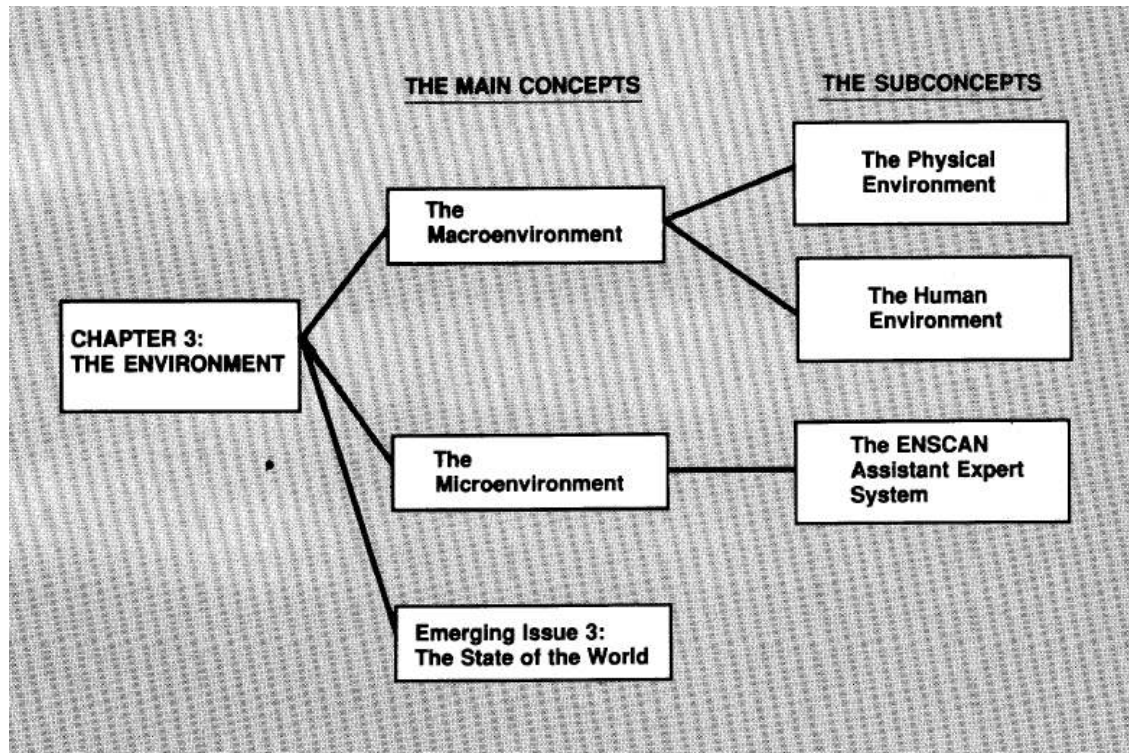 THE MAIN CONCEPTS
THE SUBCONCEPTS
The Physical
Environment
The
Macroenvironment
The Human
Environment
CHAPTER 3:
THE ENVIRONMENT
The
Microenvironment
The ENSCAN
Assistant Expert
System
Emerging Issue 3:
The State of the World